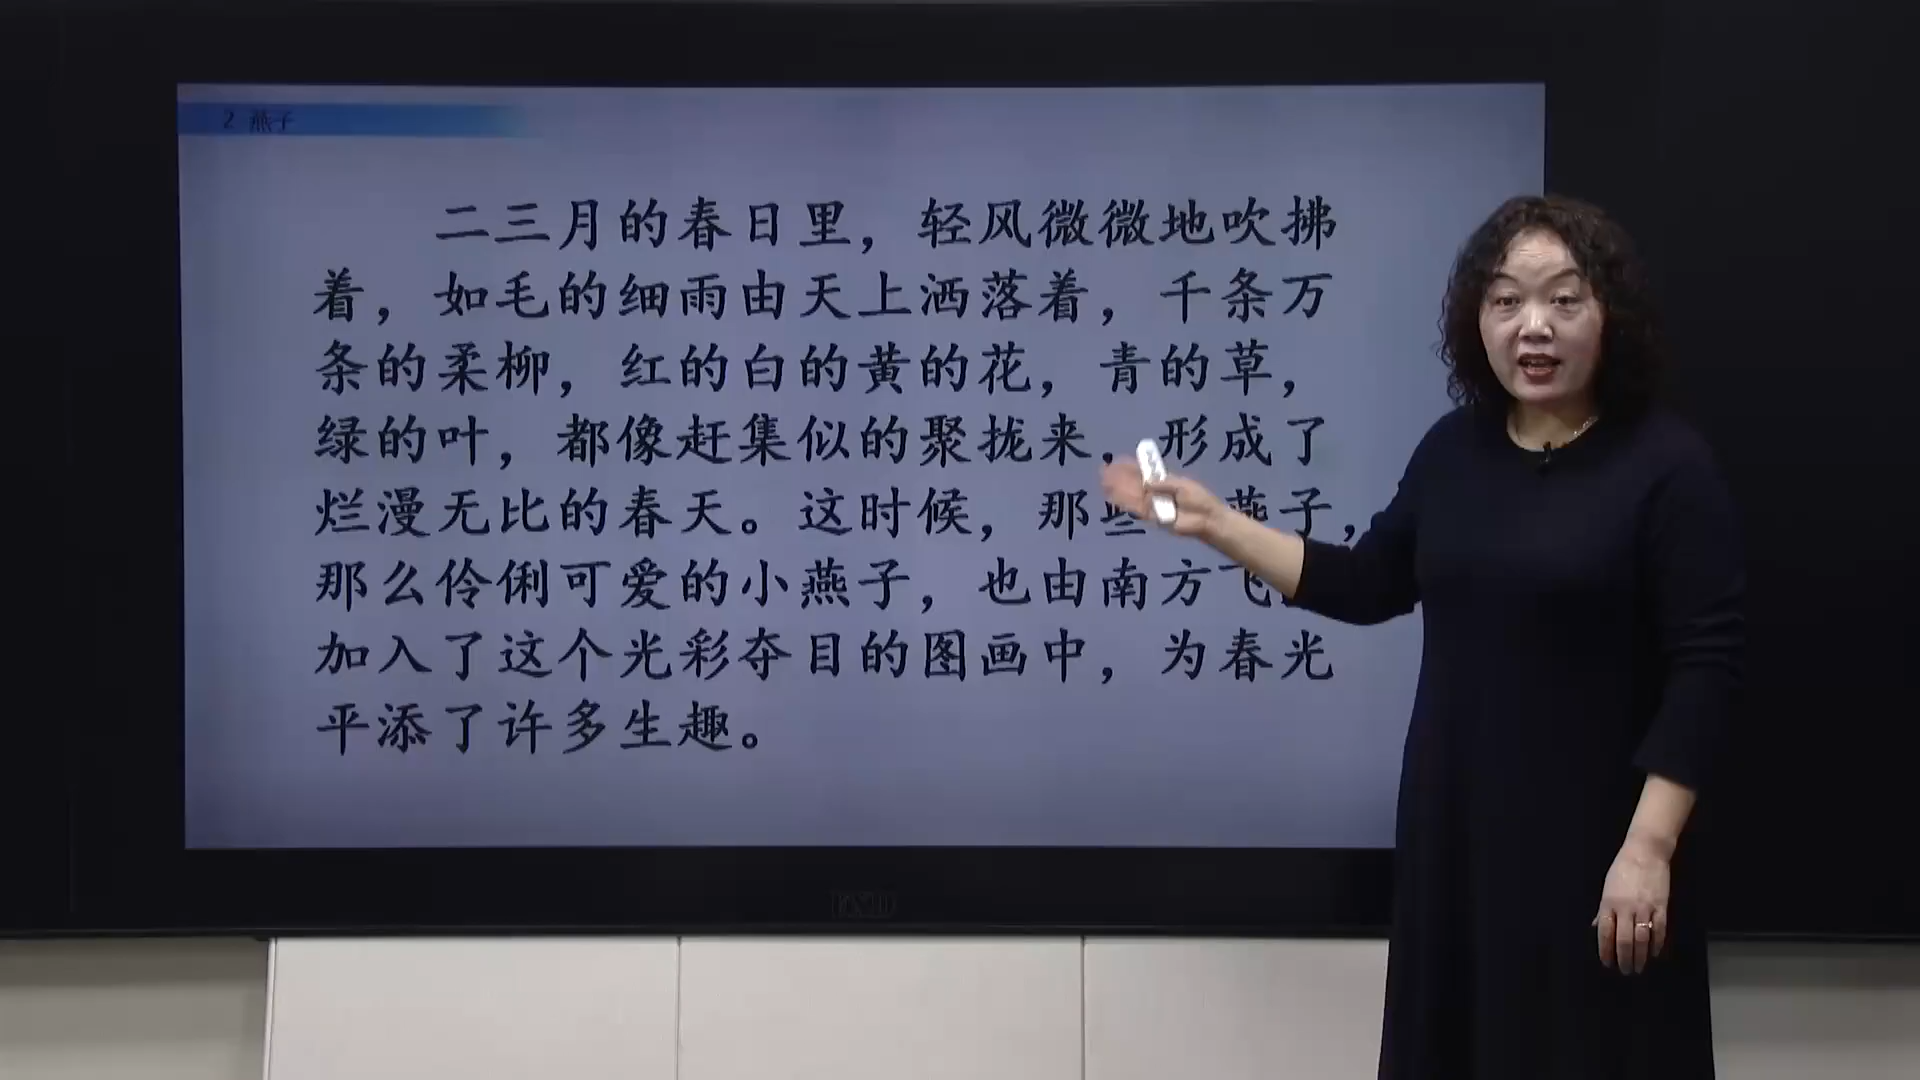 2 燕子
二三月的春日里，轻风微微地吹拂
着，如毛的细雨由天上洒落着，千条万
条的柔柳，红的白的黄的花，青的草，
绿的叶，都像赶集似的聚拢来，形成了
烂漫无比的春天。这时候，那些 燕子，
那么伶俐可爱的小燕子，也由南方飞
加入了这个光彩夺目的图画中，为春光
平添了许多生趣。